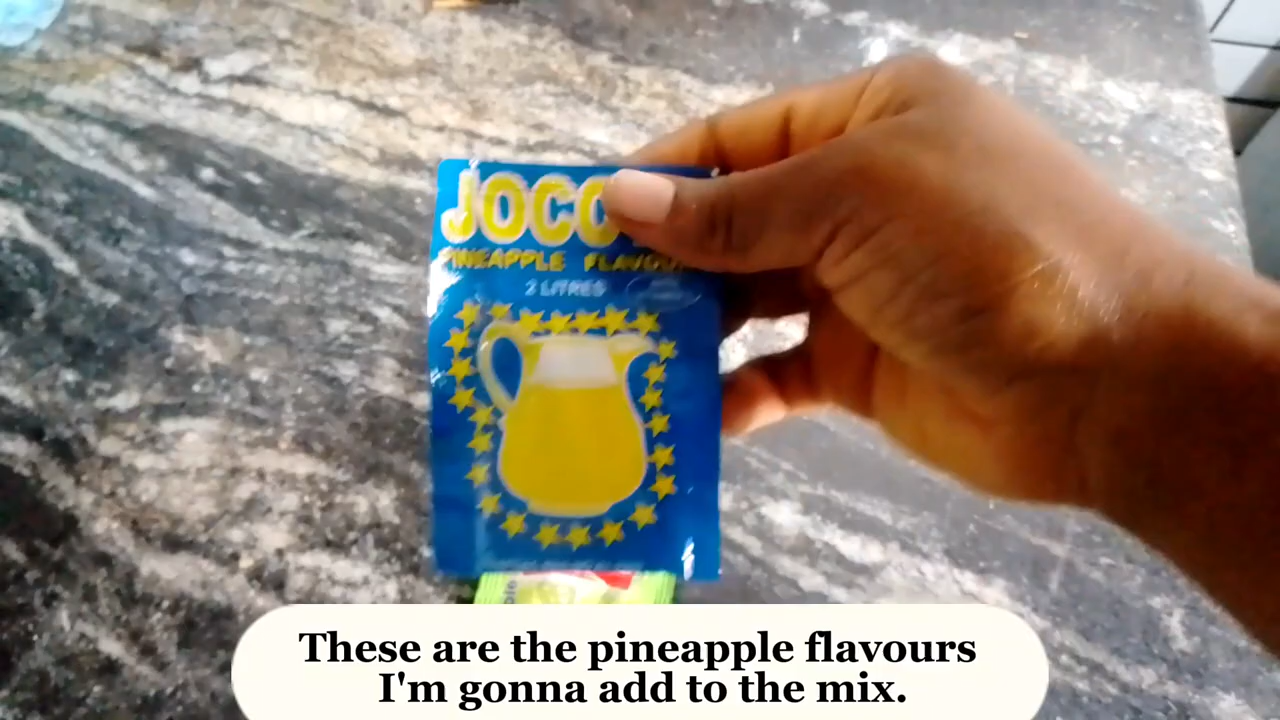 JOCO
PINEAPPLE FLAVOU
2 LITRES
These are the pineapple flavours
I'm gonna add to the mix.